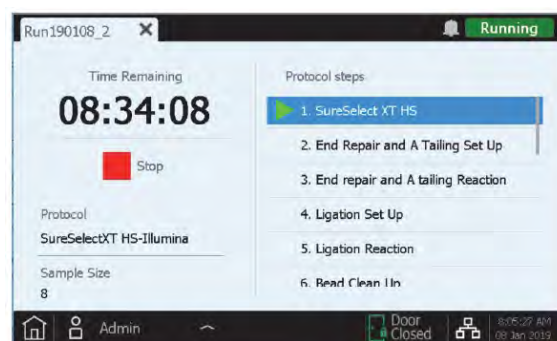 Run190108_2
Running
Time Remaining
08:34:08
Stop
Protocol
SureSelectXT HS-Illumina
Sample Size
8
Protocol steps
1. SureSelect XT HS
2. End Repair and A Tailing Set Up
3. End repair and A tailing Reaction
4. Ligation Set Up
5. Ligation Reaction
6. Bead Clean Up
Admin
Door Closed
8:05:27 AM
08 Jan 2019